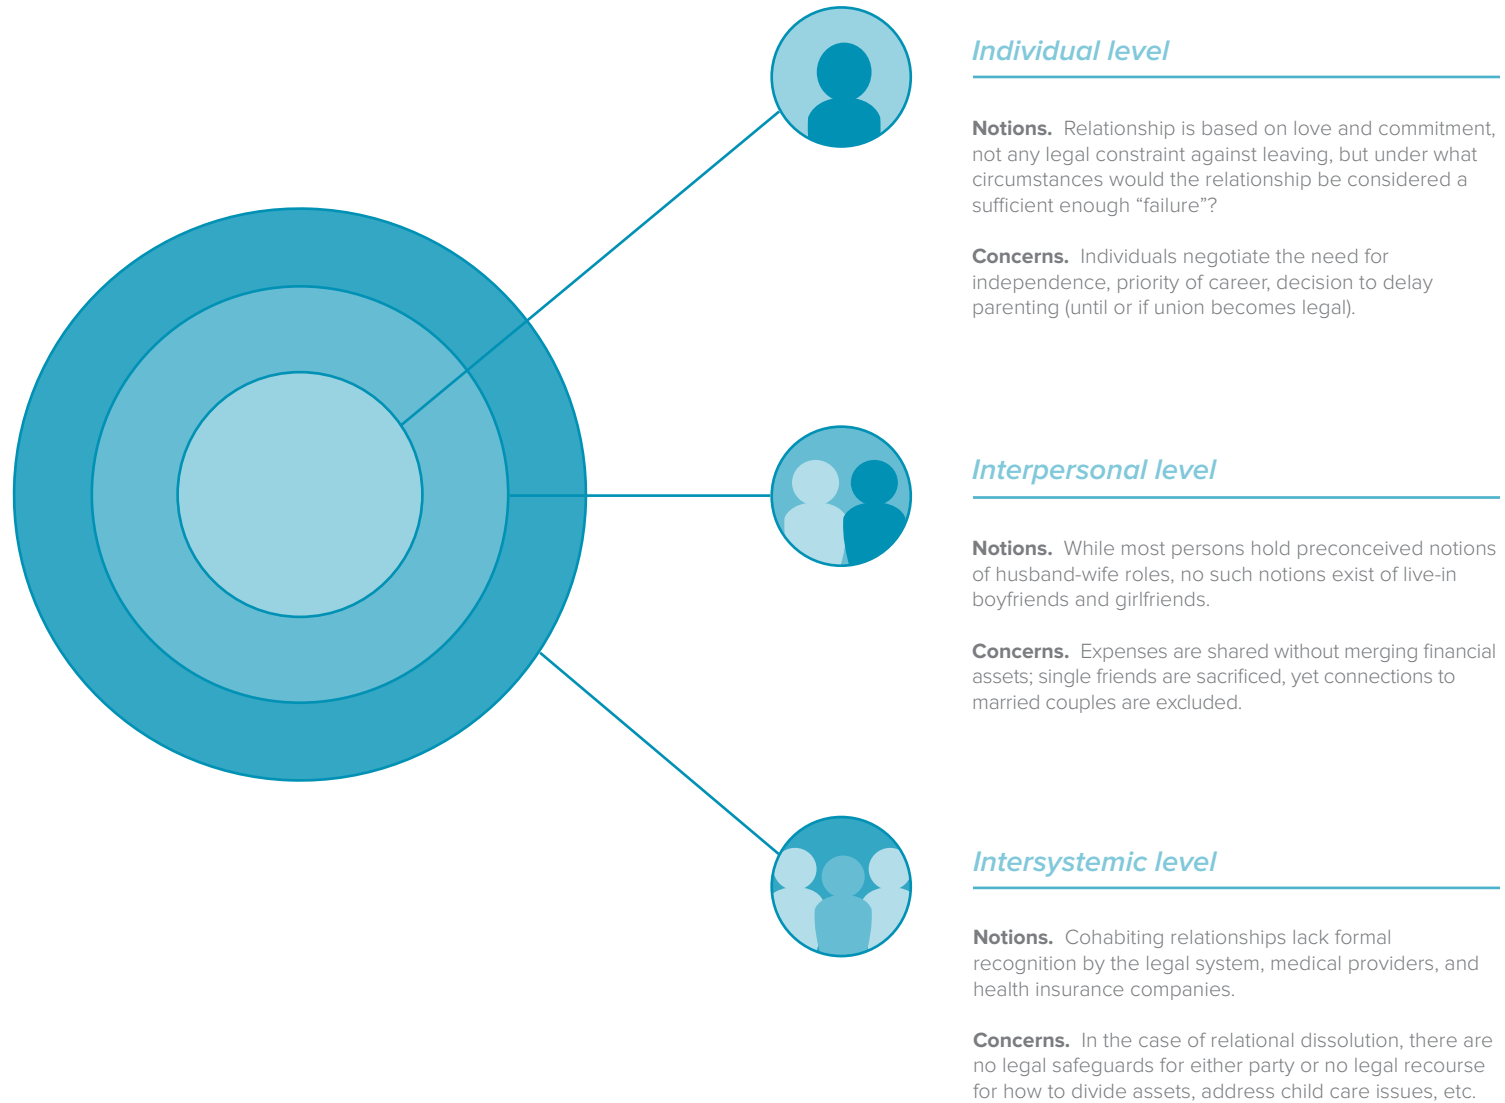 Individual level
Notions. Relationship is based on love and commitment,
not any legal constraint against leaving, but under what
circumstances would the relationship be considered a
sufficient enough “failure”?
Concerns. Individuals negotiate the need for
independence, priority of career, decision to delay
parenting (until or if union becomes legal).
Interpersonal level
Notions. While most persons hold preconceived notions
of husband-wife roles, no such notions exist of live-in
boyfriends and girlfriends.
Concerns. Expenses are shared without merging financial
assets; single friends are sacrificed, yet connections to
married couples are excluded.
Intersystemic level
Notions. Cohabiting relationships lack formal
recognition by the legal system, medical providers, and
health insurance companies.
Concerns. In the case of relational dissolution, there are
no legal safeguards for either party or no legal recourse
for how to divide assets, address child care issues, etc.